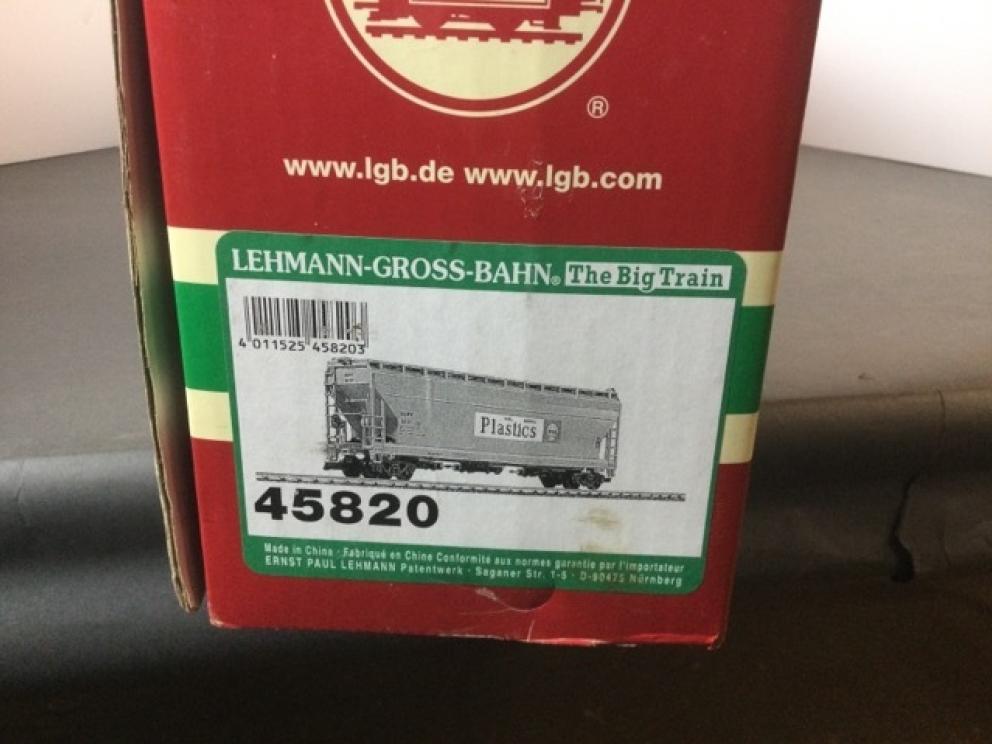 ®
www.lgb.de www.lgb.com
LEHMANN-GROSS-BAHN® The Big Train
4 011525 458203
Plastics
45820
Made in China · Fabriqué en Chine Conformité aux normes garantie par l'importateur
ERNST PAUL LEHMANN Patentwerk · Saganer Str. 1-5 · D-90475 Nürnberg